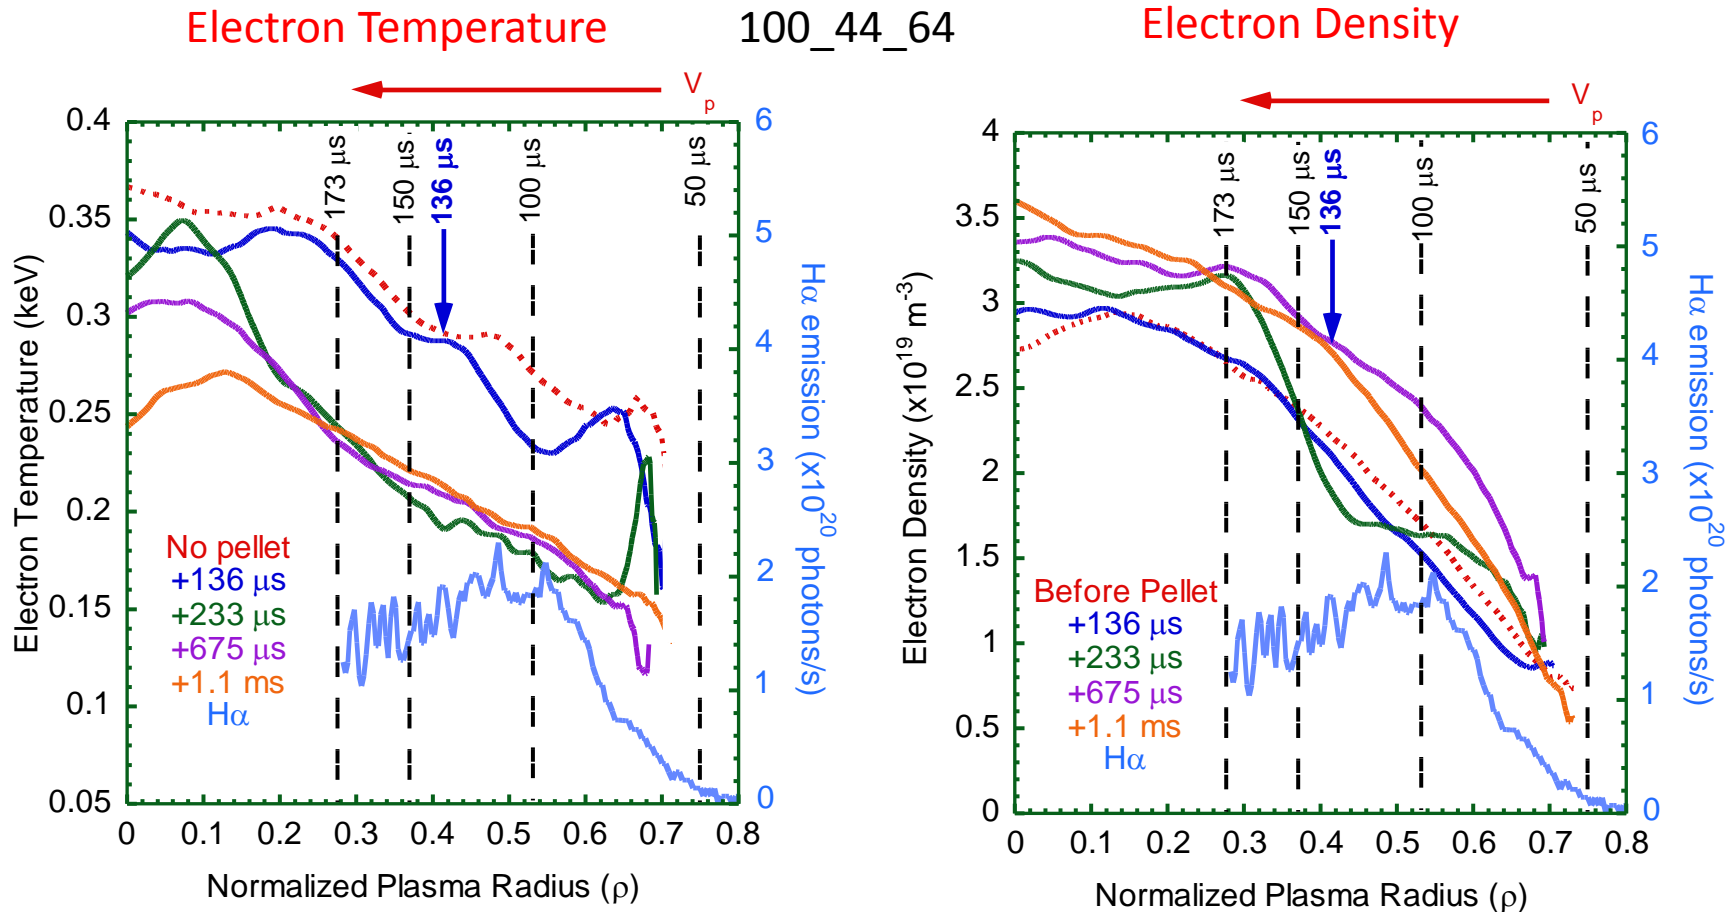 Electron Temperature
100_44_64
Electron Density
Vp
0.4
0.35
0.3
0.25
0.2
0.15
0.1
0.05
6
5
4
3
2
1
0
173 μs
150 μs
136 μs
100 μs
50 μs
Electron Temperature (keV)
Hα emission (x10^20 photons/s)
No pellet
+136 μs
+233 μs
+675 μs
+1.1 ms
Hα
0 0.1 0.2 0.3 0.4 0.5 0.6 0.7 0.8
Normalized Plasma Radius (ρ)
Vp
4
3.5
3
2.5
2
1.5
1
0.5
0
6
5
4
3
2
1
0
173 μs
150 μs
136 μs
100 μs
50 μs
Electron Density (x10^19 m^-3)
Hα emission (x10^20 photons/s)
Before Pellet
+136 μs
+233 μs
+675 μs
+1.1 ms
Hα
0 0.1 0.2 0.3 0.4 0.5 0.6 0.7 0.8
Normalized Plasma Radius (ρ)